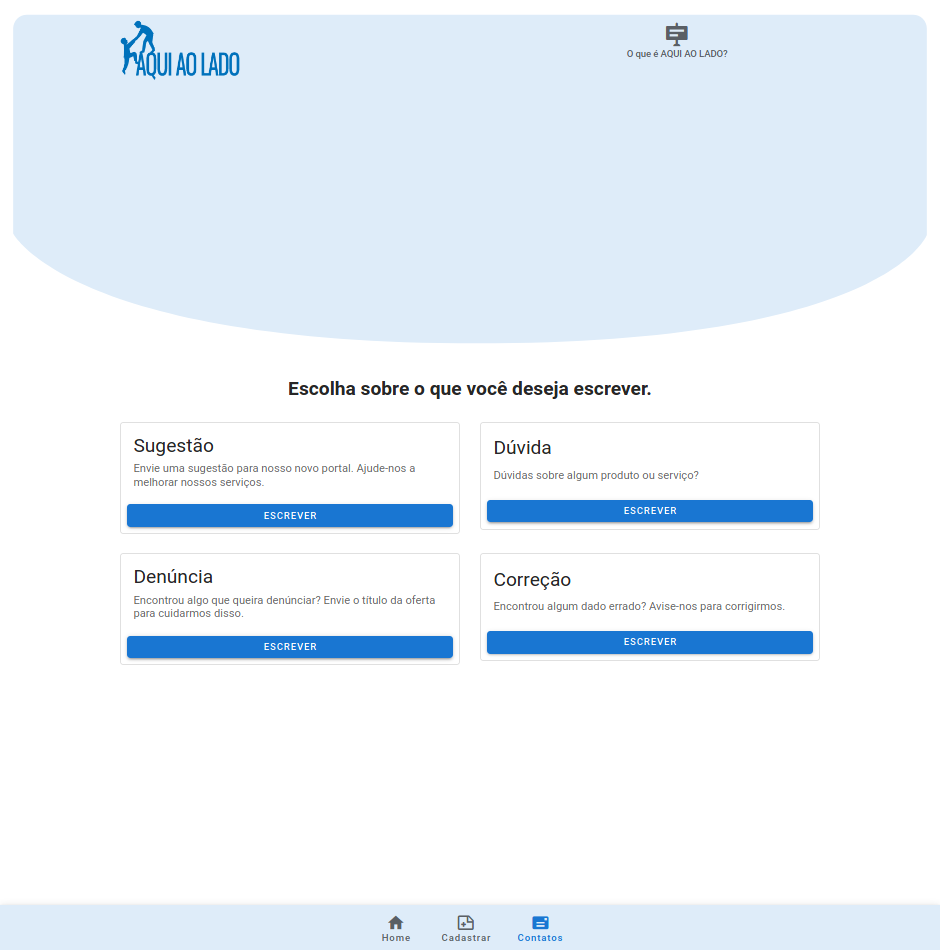 AQUI AO LADO
O que é AQUI AO LADO?
Escolha sobre o que você deseja escrever.
Sugestão
Envie uma sugestão para nosso novo portal. Ajude-nos a
melhorar nossos serviços.
ESCREVER
Dúvida
Dúvidas sobre algum produto ou serviço?
ESCREVER
Denúncia
Encontrou algo que queira denúnciar? Envie o título da oferta
para cuidarmos disso.
ESCREVER
Correção
Encontrou algum dado errado? Avise-nos para corrigirmos.
ESCREVER
Home
Cadastrar
Contatos